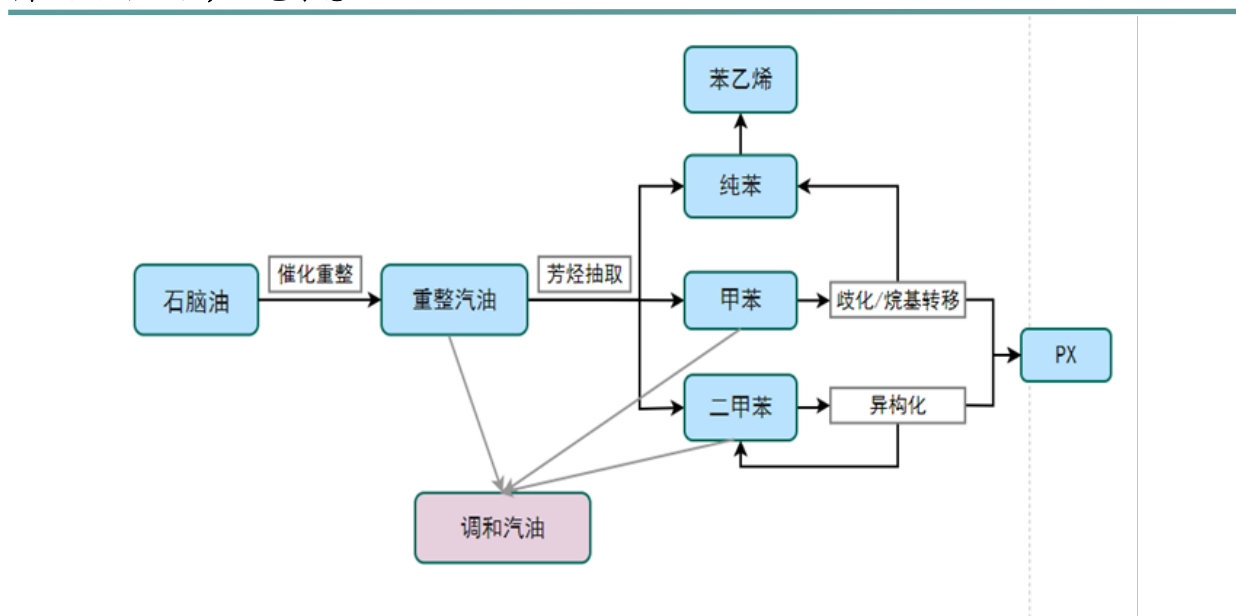 苯乙烯
纯苯
催化重整
芳烃抽取
石脑油
重整汽油
甲苯
歧化/烷基转移
PX
二甲苯
异构化
调和汽油